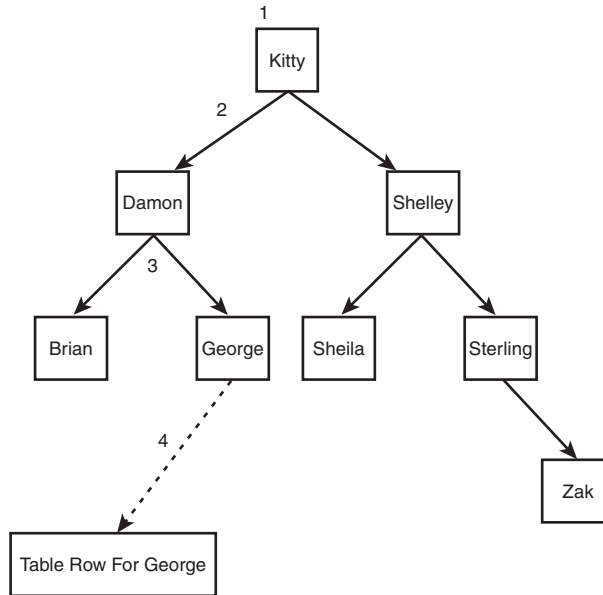 1
Kitty
2
Damon
Shelley
3
Brian
George
Sheila
Sterling
4
Zak
Table Row For George